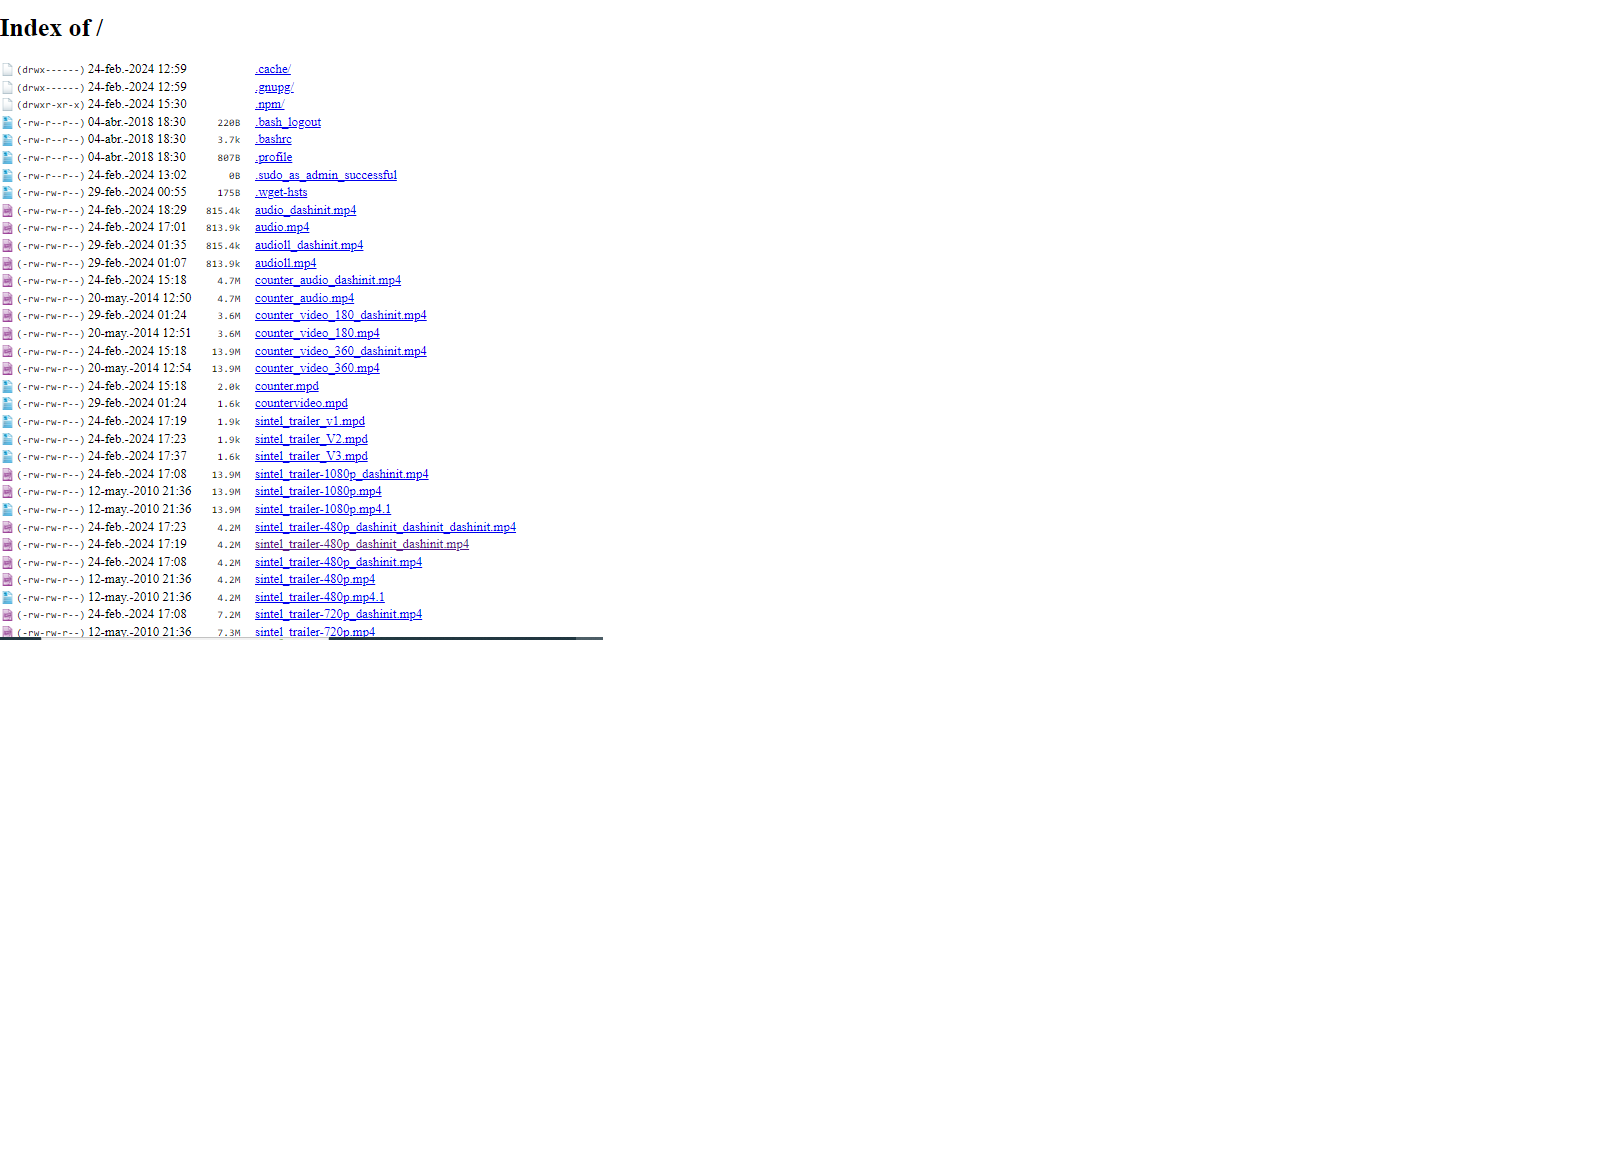 Index of /
(drwx------) 24-feb.-2024 12:59 .cache/
(drwx------) 24-feb.-2024 12:59 .gnupg/
(drwxr-xr-x) 24-feb.-2024 15:30 .npm/
(-rw-r--r--) 04-abr.-2018 18:30 220B .bash_logout
(-rw-r--r--) 04-abr.-2018 18:30 3.7k .bashrc
(-rw-r--r--) 04-abr.-2018 18:30 807B .profile
(-rw-r--r--) 24-feb.-2024 13:02 0B .sudo_as_admin_successful
(-rw-rw-r--) 29-feb.-2024 00:55 175B .wget-hsts
(-rw-rw-r--) 24-feb.-2024 18:29 815.4k audio_dashinit.mp4
(-rw-rw-r--) 24-feb.-2024 17:01 813.9k audio.mp4
(-rw-rw-r--) 29-feb.-2024 01:35 815.4k audioll_dashinit.mp4
(-rw-rw-r--) 29-feb.-2024 01:07 813.9k audioll.mp4
(-rw-rw-r--) 24-feb.-2024 15:18 4.7M counter_audio_dashinit.mp4
(-rw-rw-r--) 20-may.-2014 12:50 4.7M counter_audio.mp4
(-rw-rw-r--) 29-feb.-2024 01:24 3.6M counter_video_180_dashinit.mp4
(-rw-rw-r--) 20-may.-2014 12:51 3.6M counter_video_180.mp4
(-rw-rw-r--) 24-feb.-2024 15:18 13.9M counter_video_360_dashinit.mp4
(-rw-rw-r--) 20-may.-2014 12:54 13.9M counter_video_360.mp4
(-rw-rw-r--) 24-feb.-2024 15:18 2.0k counter.mpd
(-rw-rw-r--) 29-feb.-2024 01:24 1.6k countervideo.mpd
(-rw-rw-r--) 24-feb.-2024 17:19 1.9k sintel_trailer_v1.mpd
(-rw-rw-r--) 24-feb.-2024 17:23 1.9k sintel_trailer_V2.mpd
(-rw-rw-r--) 24-feb.-2024 17:37 1.6k sintel_trailer_V3.mpd
(-rw-rw-r--) 24-feb.-2024 17:08 13.9M sintel_trailer-1080p_dashinit.mp4
(-rw-rw-r--) 12-may.-2010 21:36 13.9M sintel_trailer-1080p.mp4
(-rw-rw-r--) 12-may.-2010 21:36 13.9M sintel_trailer-1080p.mp4.1
(-rw-rw-r--) 24-feb.-2024 17:23 4.2M sintel_trailer-480p_dashinit_dashinit_dashinit.mp4
(-rw-rw-r--) 24-feb.-2024 17:19 4.2M sintel_trailer-480p_dashinit_dashinit.mp4
(-rw-rw-r--) 24-feb.-2024 17:08 4.2M sintel_trailer-480p_dashinit.mp4
(-rw-rw-r--) 12-may.-2010 21:36 4.2M sintel_trailer-480p.mp4
(-rw-rw-r--) 12-may.-2010 21:36 4.2M sintel_trailer-480p.mp4.1
(-rw-rw-r--) 24-feb.-2024 17:08 7.2M sintel_trailer-720p_dashinit.mp4
(-rw-rw-r--) 12-may.-2010 21:36 7.3M sintel_trailer-720p.mp4